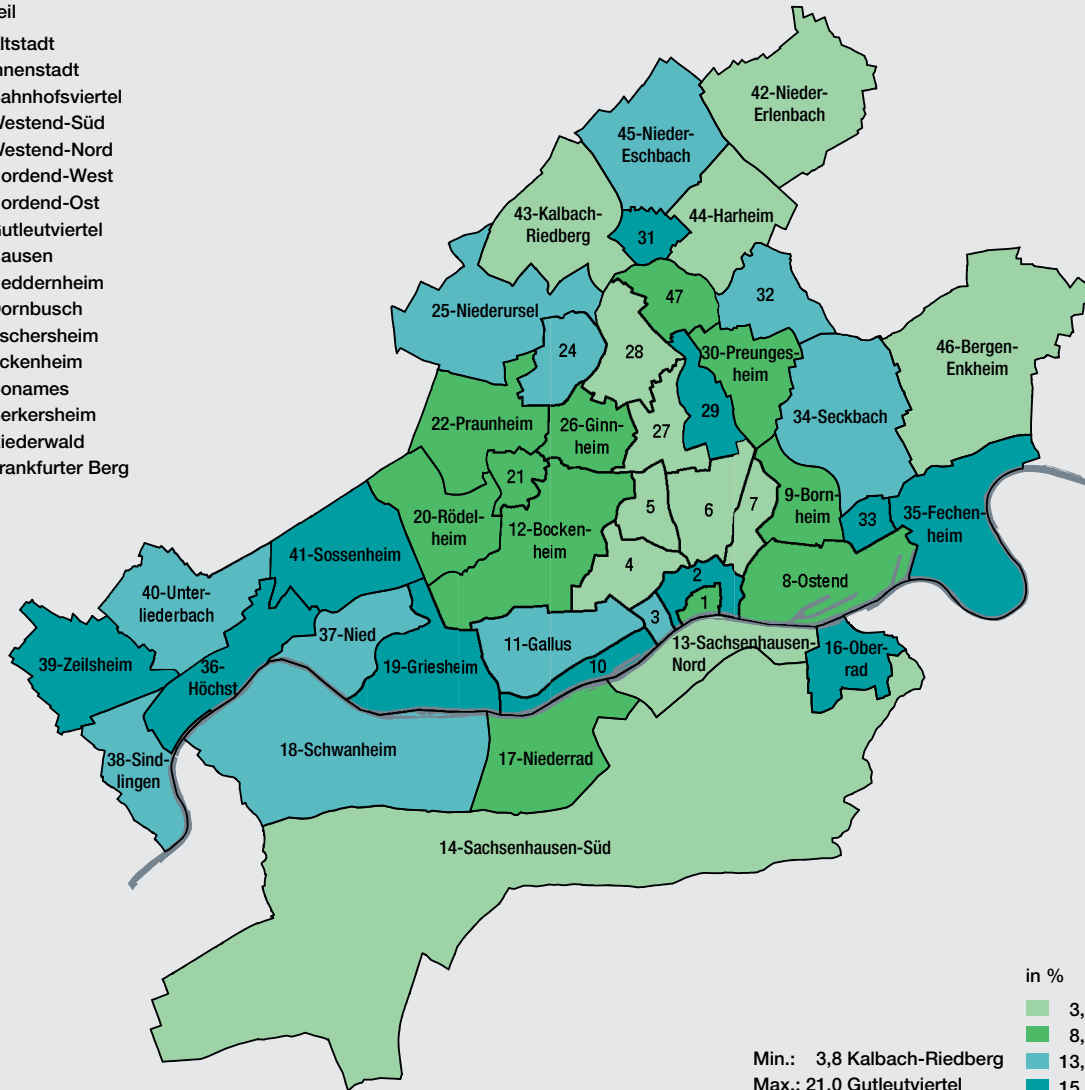 eil
ltstadt
nnenstadt
ahnhofsviertel
estend-Süd
estend-Nord
ordend-West
ordend-Ost
utleutviertel
ausen
eddernheim
ornbusch
schersheim
ckenheim
onames
erkersheim
iederwald
rankfurter Berg
42-Nieder-
Erlenbach
45-Nieder-
Eschbach
43-Kalbach-
Riedberg
44-Harheim
31
47
32
25-Niederursel
24
28
30-Preunges-
heim
46-Bergen-
Enkheim
29
34-Seckbach
22-Praunheim
26-Ginn-
heim
27
21
20-Rödel-
heim
12-Bocken-
heim
5
6
7
9-Born-
heim
33
35-Fechen-
heim
41-Sossenheim
4
2
8-Ostend
40-Unter-
liederbach
1
3
37-Nied
11-Gallus
13-Sachsenhausen-
Nord
16-Ober-
rad
39-Zeilsheim
36-
Höchst
19-Griesheim
10
18-Schwanheim
17-Niederrad
38-Sind-
lingen
14-Sachsenhausen-Süd
in %
3,
8,
Min.: 3,8 Kalbach-Riedberg
13,
Max.: 21,0 Gutleutviertel
15